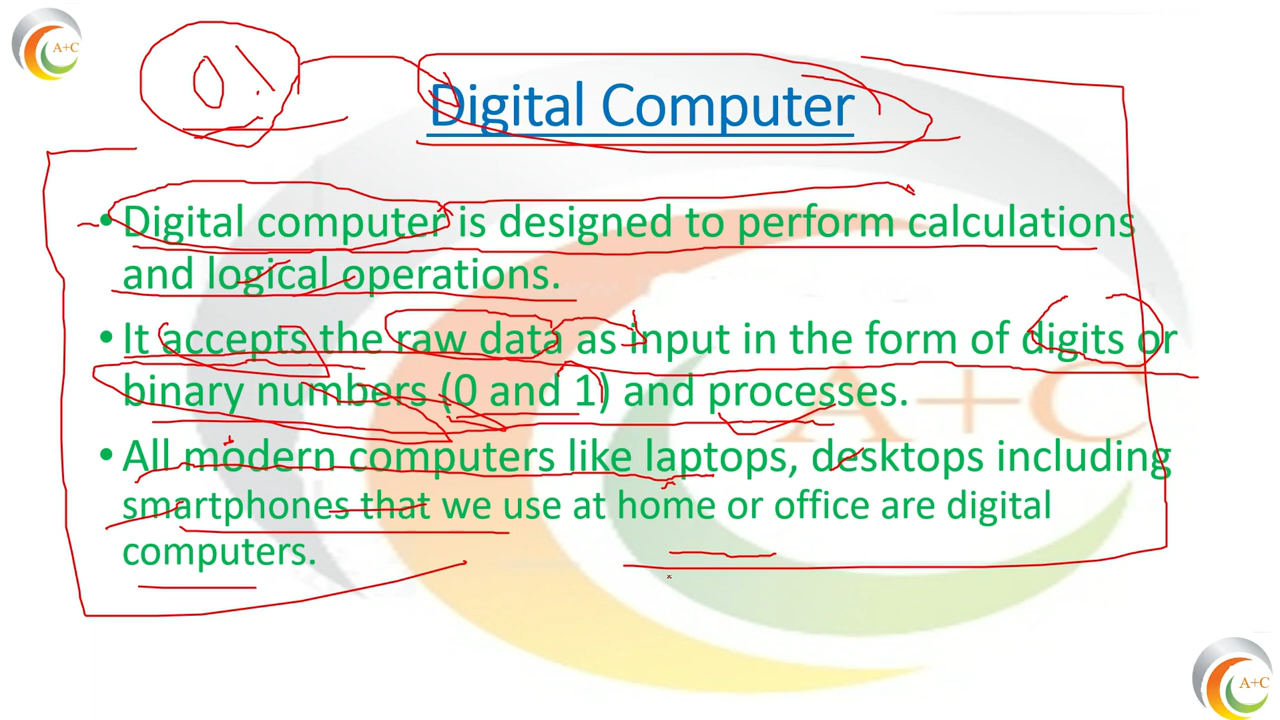 A+C
Digital Computer
• Digital computer is designed to perform calculations
and logical operations.
• It accepts the raw data as input in the form of digits or
binary numbers (0 and 1) and processes.
• All modern computers like laptops, desktops including
smartphones that we use at home or office are digital
computers.
A+C
A+C